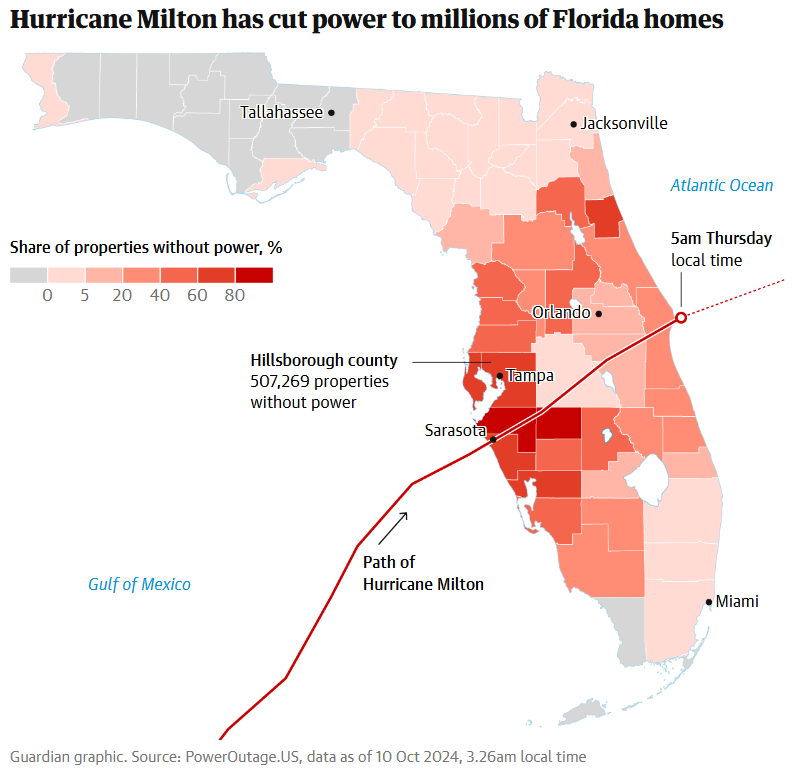 Hurricane Milton has cut power to millions of Florida homes
Tallahassee
Jacksonville
Atlantic Ocean
Share of properties without power, %
0 5 20 40 60 80
5am Thursday
local time
Orlando
Hillsborough county
507,269 properties
without power
Tampa
Sarasota
Path of
Hurricane Milton
Gulf of Mexico
Miami
Guardian graphic. Source: PowerOutage.US, data as of 10 Oct 2024, 3.26am local time